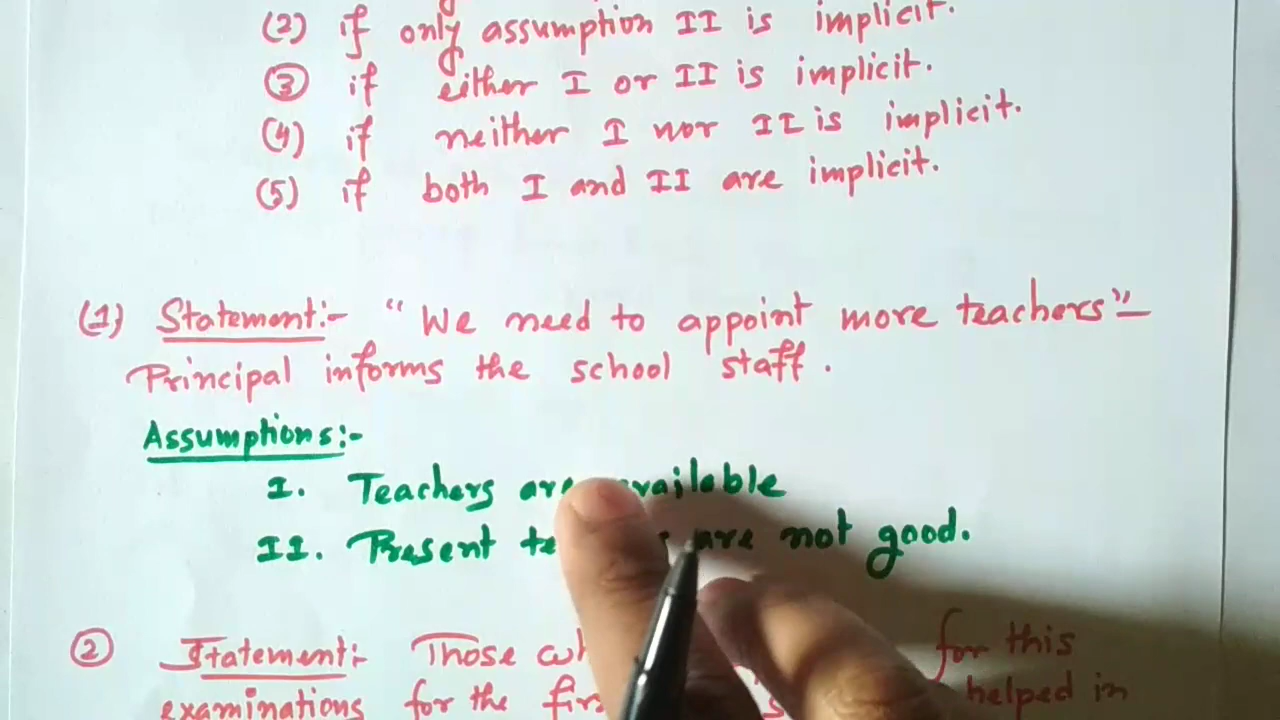 (2) if only assumption II is implicit.
(3) if either I or II is implicit.
(4) if neither I nor II is implicit.
(5) if both I and II are implicit.
(1) Statement:- "We need to appoint more teachers" -
Principal informs the school staff.
Assumptions:-
I. Teachers are available
II. Present are not good.
(2) Statement:- Those for this
examinations for the helped in